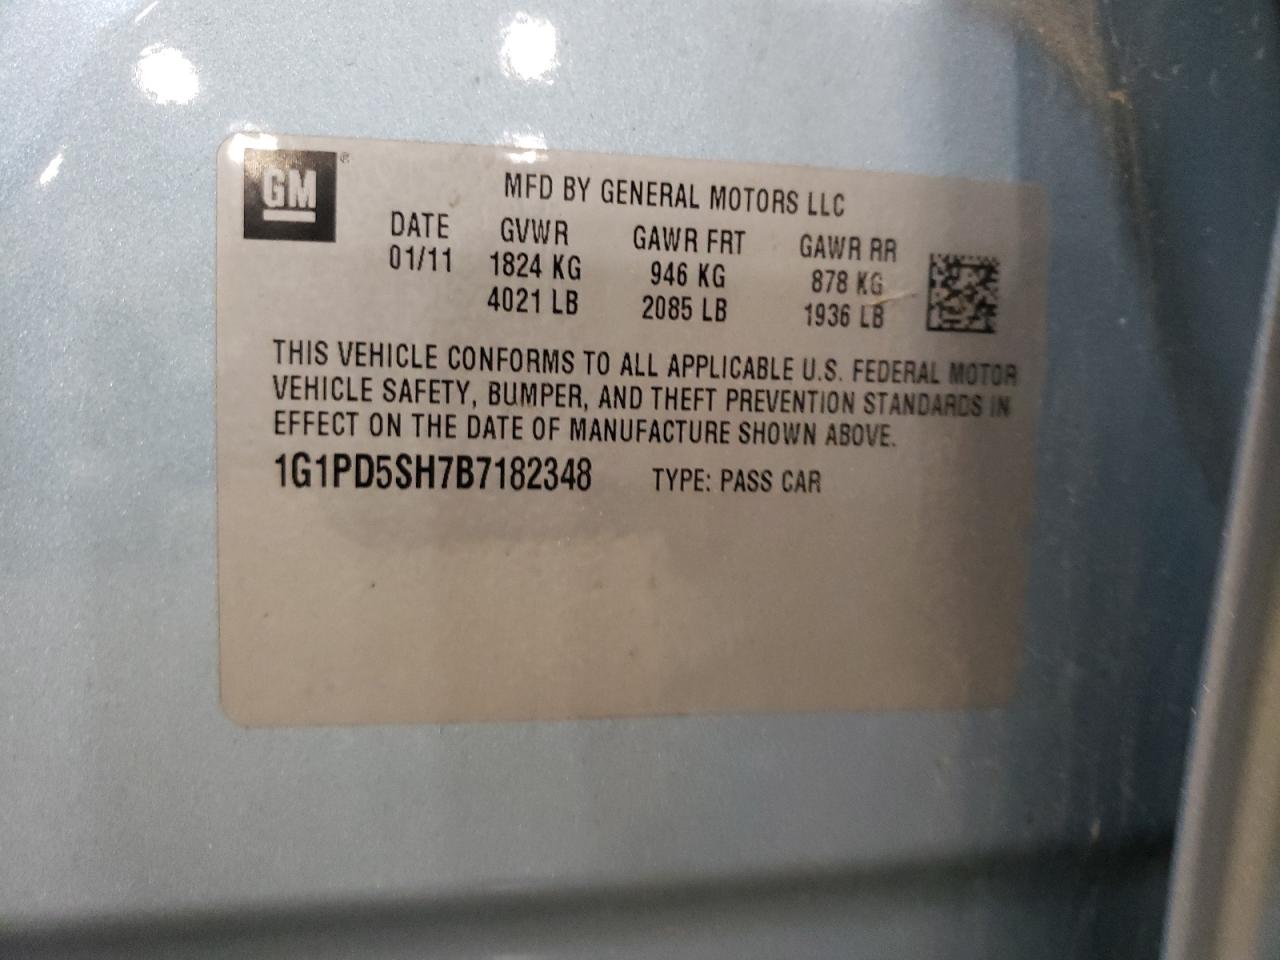 GM ®
MFD BY GENERAL MOTORS LLC
DATE GVWR GAWR FRT GAWR RR
01/11 1824 KG 946 KG 878 KG
4021 LB 2085 LB 1936 LB
THIS VEHICLE CONFORMS TO ALL APPLICABLE U.S. FEDERAL MOTOR
VEHICLE SAFETY, BUMPER, AND THEFT PREVENTION STANDARDS IN
EFFECT ON THE DATE OF MANUFACTURE SHOWN ABOVE.
1G1PD5SH7B7182348 TYPE: PASS CAR